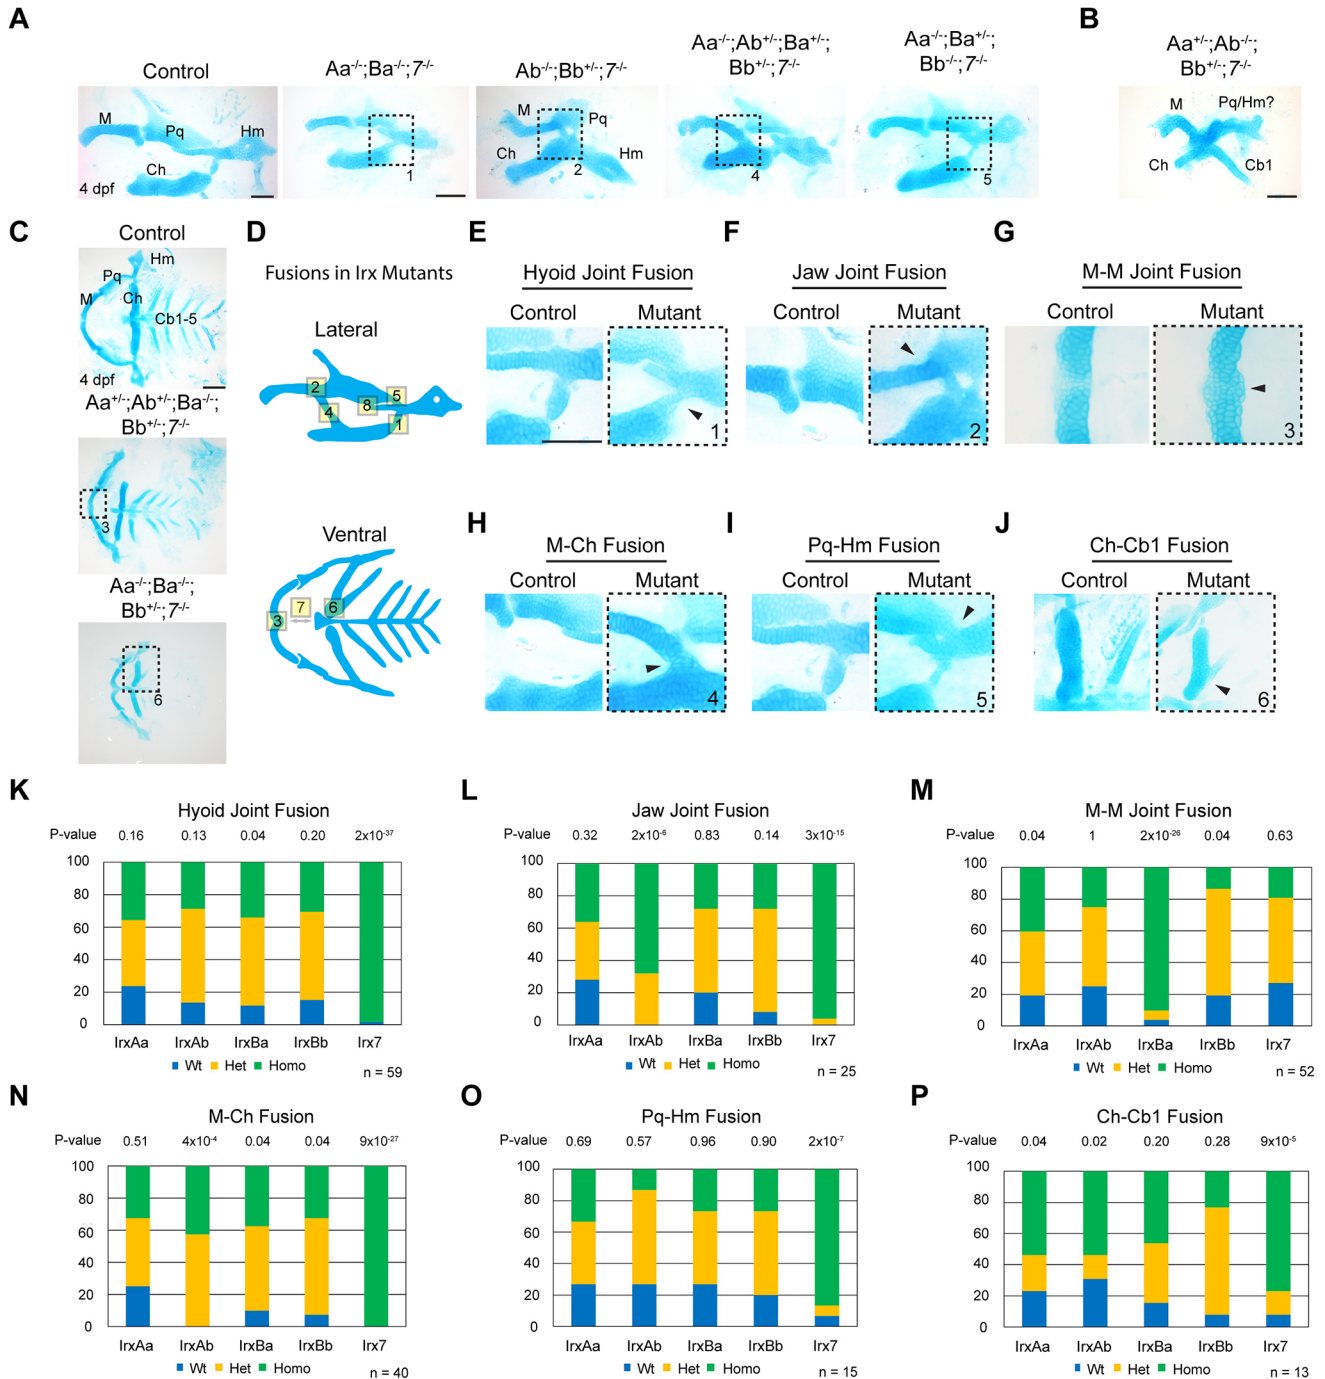 A
B
Control
Aa-/-;Ba-/-;7-/-
Ab-/-;Bb+/-;7-/-
Aa-/-;Ab+/-;Ba+/-;
Bb+/-;7-/-
Aa-/-;Ba+/-;
Bb-/-;7-/-
Aa+/-;Ab-/-;
Bb+/-;7-/-
M
Pq
Hm
Ch
4 dpf
1
M
Pq
Ch
Hm
2
4
5
M
Pq/Hm?
Ch
Cb1
C
Control
Hm
Pq
M
Ch
Cb1-5
4 dpf
Aa+/-;Ab+/-;Ba-/-;
Bb+/-;7-/-
3
Aa-/-;Ba-/-;
Bb+/-;7-/-
6
D
Fusions in Irx Mutants
Lateral
2
5
8
4
1
Ventral
7
6
3
E
Hyoid Joint Fusion
Control
Mutant
1
F
Jaw Joint Fusion
Control
Mutant
2
G
M-M Joint Fusion
Control
Mutant
3
H
M-Ch Fusion
Control
Mutant
4
I
Pq-Hm Fusion
Control
Mutant
5
J
Ch-Cb1 Fusion
Control
Mutant
6
K
Hyoid Joint Fusion
P-value 0.16 0.13 0.04 0.20 2x10-37
100
80
60
40
20
0
IrxAa IrxAb IrxBa IrxBb Irx7
Wt Het Homo
n = 59
L
Jaw Joint Fusion
P-value 0.32 2x10-6 0.83 0.14 3x10-15
100
80
60
40
20
0
IrxAa IrxAb IrxBa IrxBb Irx7
Wt Het Homo
n = 25
M
M-M Joint Fusion
P-value 0.04 1 2x10-26 0.04 0.63
100
80
60
40
20
0
IrxAa IrxAb IrxBa IrxBb Irx7
Wt Het Homo
n = 52
N
M-Ch Fusion
P-value 0.51 4x10-4 0.04 0.04 9x10-27
100
80
60
40
20
0
IrxAa IrxAb IrxBa IrxBb Irx7
Wt Het Homo
n = 40
O
Pq-Hm Fusion
P-value 0.69 0.57 0.96 0.90 2x10-7
100
80
60
40
20
0
IrxAa IrxAb IrxBa IrxBb Irx7
Wt Het Homo
n = 15
P
Ch-Cb1 Fusion
P-value 0.04 0.02 0.20 0.28 9x10-5
100
80
60
40
20
0
IrxAa IrxAb IrxBa IrxBb Irx7
Wt Het Homo
n = 13